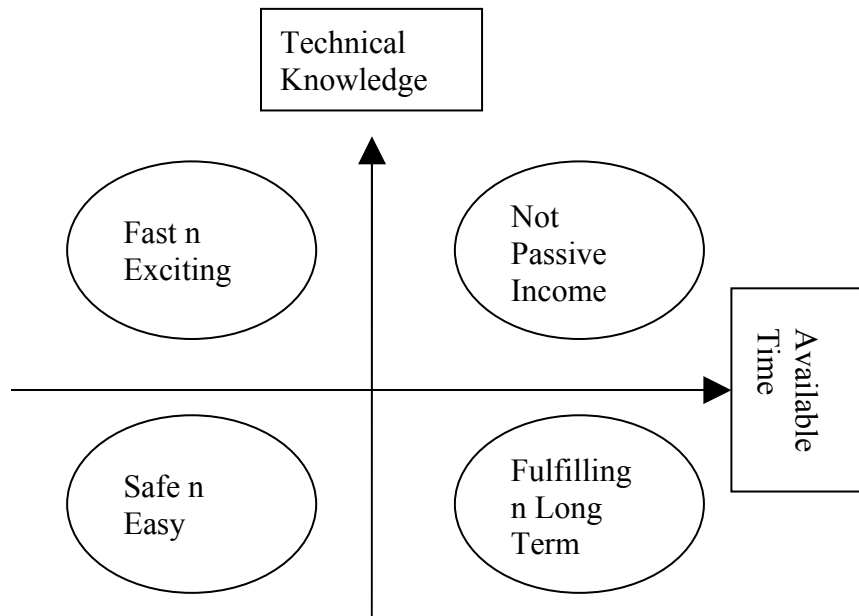 Technical
Knowledge
Fast n
Exciting
Not
Passive
Income
Available
Time
Safe n
Easy
Fulfilling
n Long
Term